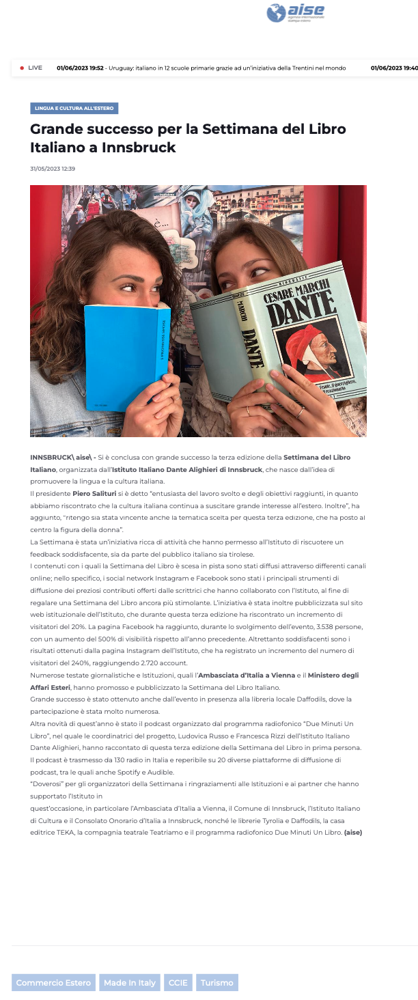 aise
agenzia internazionale
stampa estero
LIVE 01/06/2023 19:52 - Uruguay: italiano in 12 scuole primarie grazie ad un'iniziativa della Trentini nel mondo 01/06/2023 19:40
LINGUA E CULTURA ALL'ESTERO
Grande successo per la Settimana del Libro
Italiano a Innsbruck
31/05/2023 12:39
tradizione
è...
BIGBESTIE
CESARE MARCHI
DANTE
MARCHI
DANTE
Dante, il guerrigliero,
il reazionario
INNSBRUCK\ aise\ - Si è conclusa con grande successo la terza edizione della Settimana del Libro
Italiano, organizzata dall'Istituto Italiano Dante Alighieri di Innsbruck, che nasce dall'idea di
promuovere la lingua e la cultura italiana.
Il presidente Piero Salituri si è detto “entusiasta del lavoro svolto e degli obiettivi raggiunti, in quanto
abbiamo riscontrato che la cultura italiana continua a suscitare grande interesse all'estero. Inoltre”, ha
aggiunto, “ritengo sia stata vincente anche la tematica scelta per questa terza edizione, che ha posto al
centro la figura della donna”.
La Settimana è stata un'iniziativa ricca di attività che hanno permesso all'Istituto di riscuotere un
feedback soddisfacente, sia da parte del pubblico italiano sia tirolese.
I contenuti con i quali la Settimana del Libro è scesa in pista sono stati diffusi attraverso differenti canali
online; nello specifico, i social network Instagram e Facebook sono stati i principali strumenti di
diffusione dei preziosi contributi offerti dalle scrittrici che hanno collaborato con l'Istituto, al fine di
regalare una Settimana del Libro ancora più stimolante. L'iniziativa è stata inoltre pubblicizzata sul sito
web istituzionale dell'Istituto, che durante questa terza edizione ha riscontrato un incremento di
visitatori del 20%. La pagina Facebook ha raggiunto, durante lo svolgimento dell'evento, 3.538 persone,
con un aumento del 500% di visibilità rispetto all'anno precedente. Altrettanto soddisfacenti sono i
risultati ottenuti dalla pagina Instagram dell'Istituto, che ha registrato un incremento del numero di
visitatori del 240%, raggiungendo 2.720 account.
Numerose testate giornalistiche e Istituzioni, quali l'Ambasciata d'Italia a Vienna e il Ministero degli
Affari Esteri, hanno promosso e pubblicizzato la Settimana del Libro Italiano.
Grande successo è stato ottenuto anche dall'evento in presenza alla libreria locale Daffodils, dove la
partecipazione è stata molto numerosa.
Altra novità di quest'anno è stato il podcast organizzato dal programma radiofonico “Due Minuti Un
Libro”, nel quale le coordinatrici del progetto, Ludovica Russo e Francesca Rizzi dell'Istituto Italiano
Dante Alighieri, hanno raccontato di questa terza edizione della Settimana del Libro in prima persona.
Il podcast è trasmesso da 130 radio in Italia e reperibile su 20 diverse piattaforme di diffusione di
podcast, tra le quali anche Spotify e Audible.
“Doverosi” per gli organizzatori della Settimana i ringraziamenti alle Istituzioni e ai partner che hanno
supportato l'Istituto in
quest'occasione, in particolare l'Ambasciata d'Italia a Vienna, il Comune di Innsbruck, l'Istituto Italiano
di Cultura e il Consolato Onorario d'Italia a Innsbruck, nonché le librerie Tyrolia e Daffodils, la casa
editrice TEKA, la compagnia teatrale Teatriamo e il programma radiofonico Due Minuti Un Libro. (aise)
Commercio Estero Made In Italy CCIE Turismo